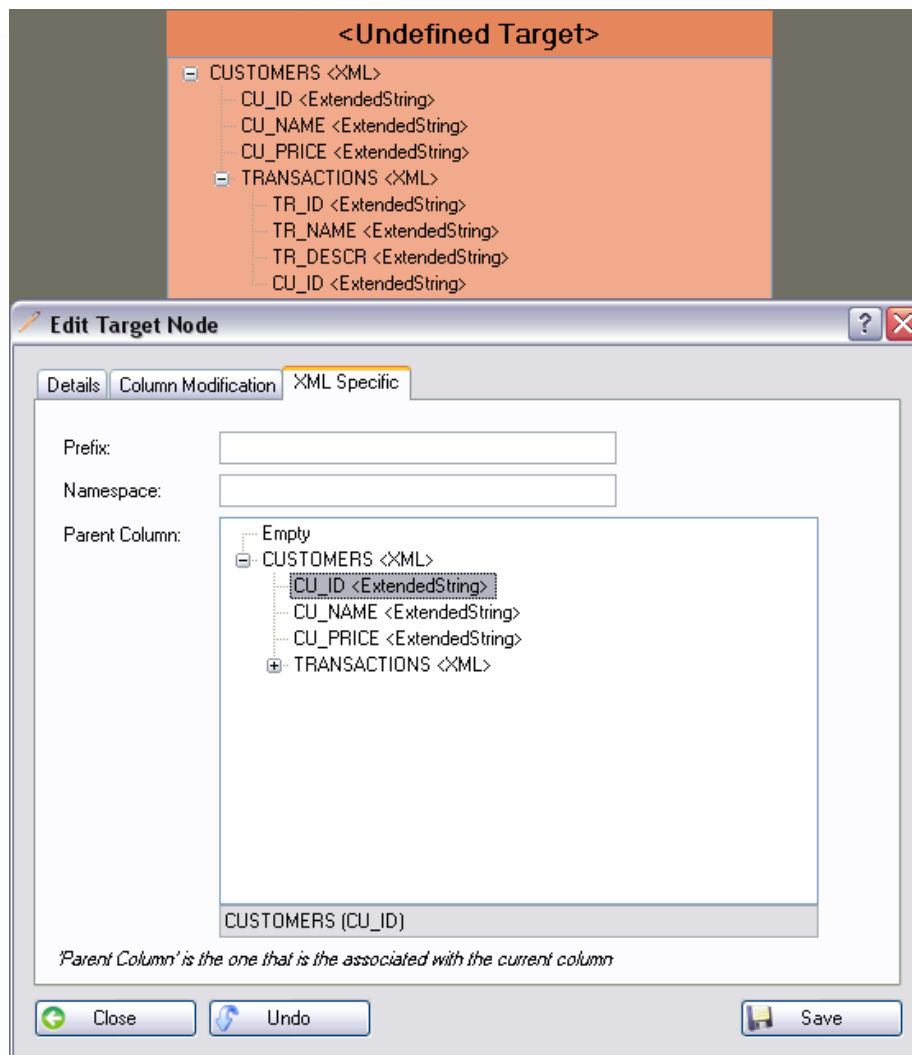 <Undefined Target>
CUSTOMERS <XML>
CU_ID <ExtendedString>
CU_NAME <ExtendedString>
CU_PRICE <ExtendedString>
TRANSACTIONS <XML>
TR_ID <ExtendedString>
TR_NAME <ExtendedString>
TR_DESCR <ExtendedString>
CU_ID <ExtendedString>
Edit Target Node
Details Column Modification XML Specific
Prefix:
Namespace:
Parent Column:
Empty
CUSTOMERS <XML>
CU_ID <ExtendedString>
CU_NAME <ExtendedString>
CU_PRICE <ExtendedString>
TRANSACTIONS <XML>
CUSTOMERS (CU_ID)
'Parent Column' is the one that is the associated with the current column
Close Undo Save